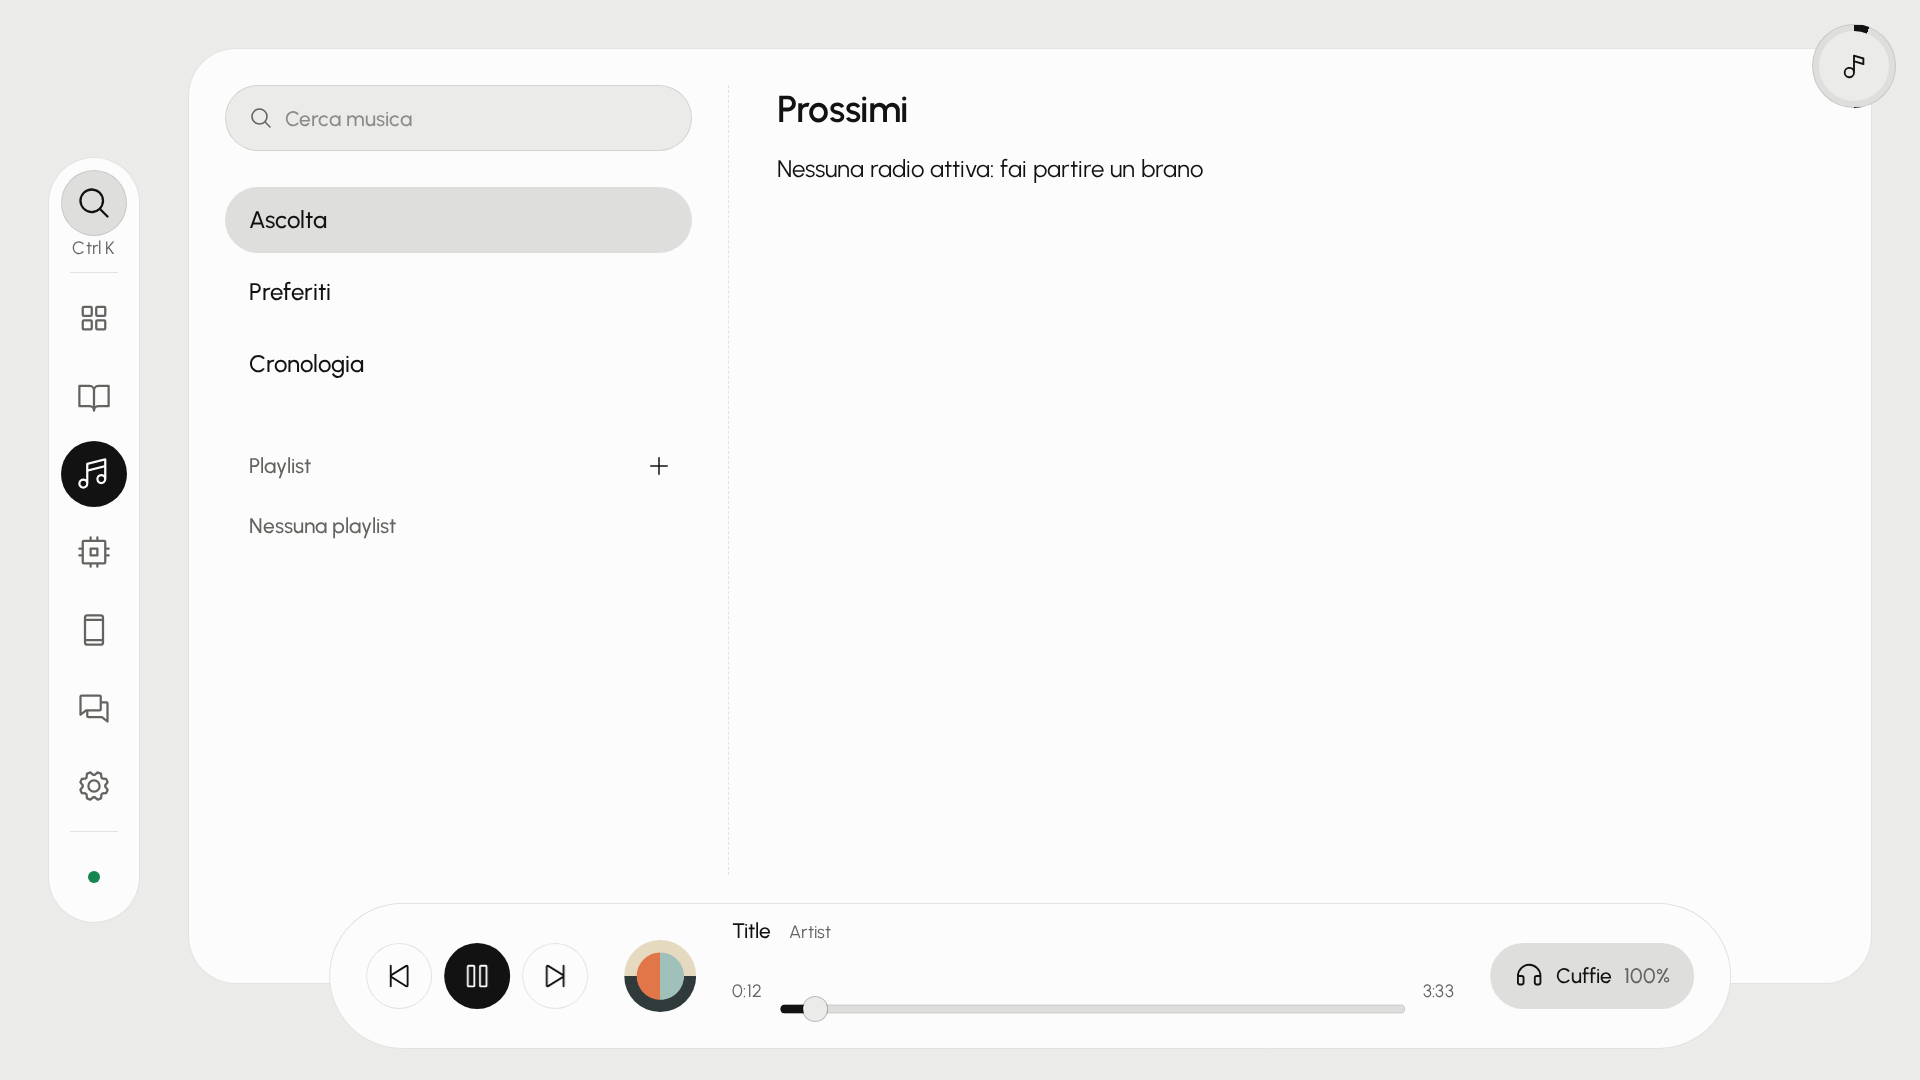 Cerca musica
Ctrl K
Ascolta
Preferiti
Cronologia
Playlist
Nessuna playlist
Prossimi
Nessuna radio attiva: fai partire un brano
Title Artist
0:12
3:33
Cuffie 100%